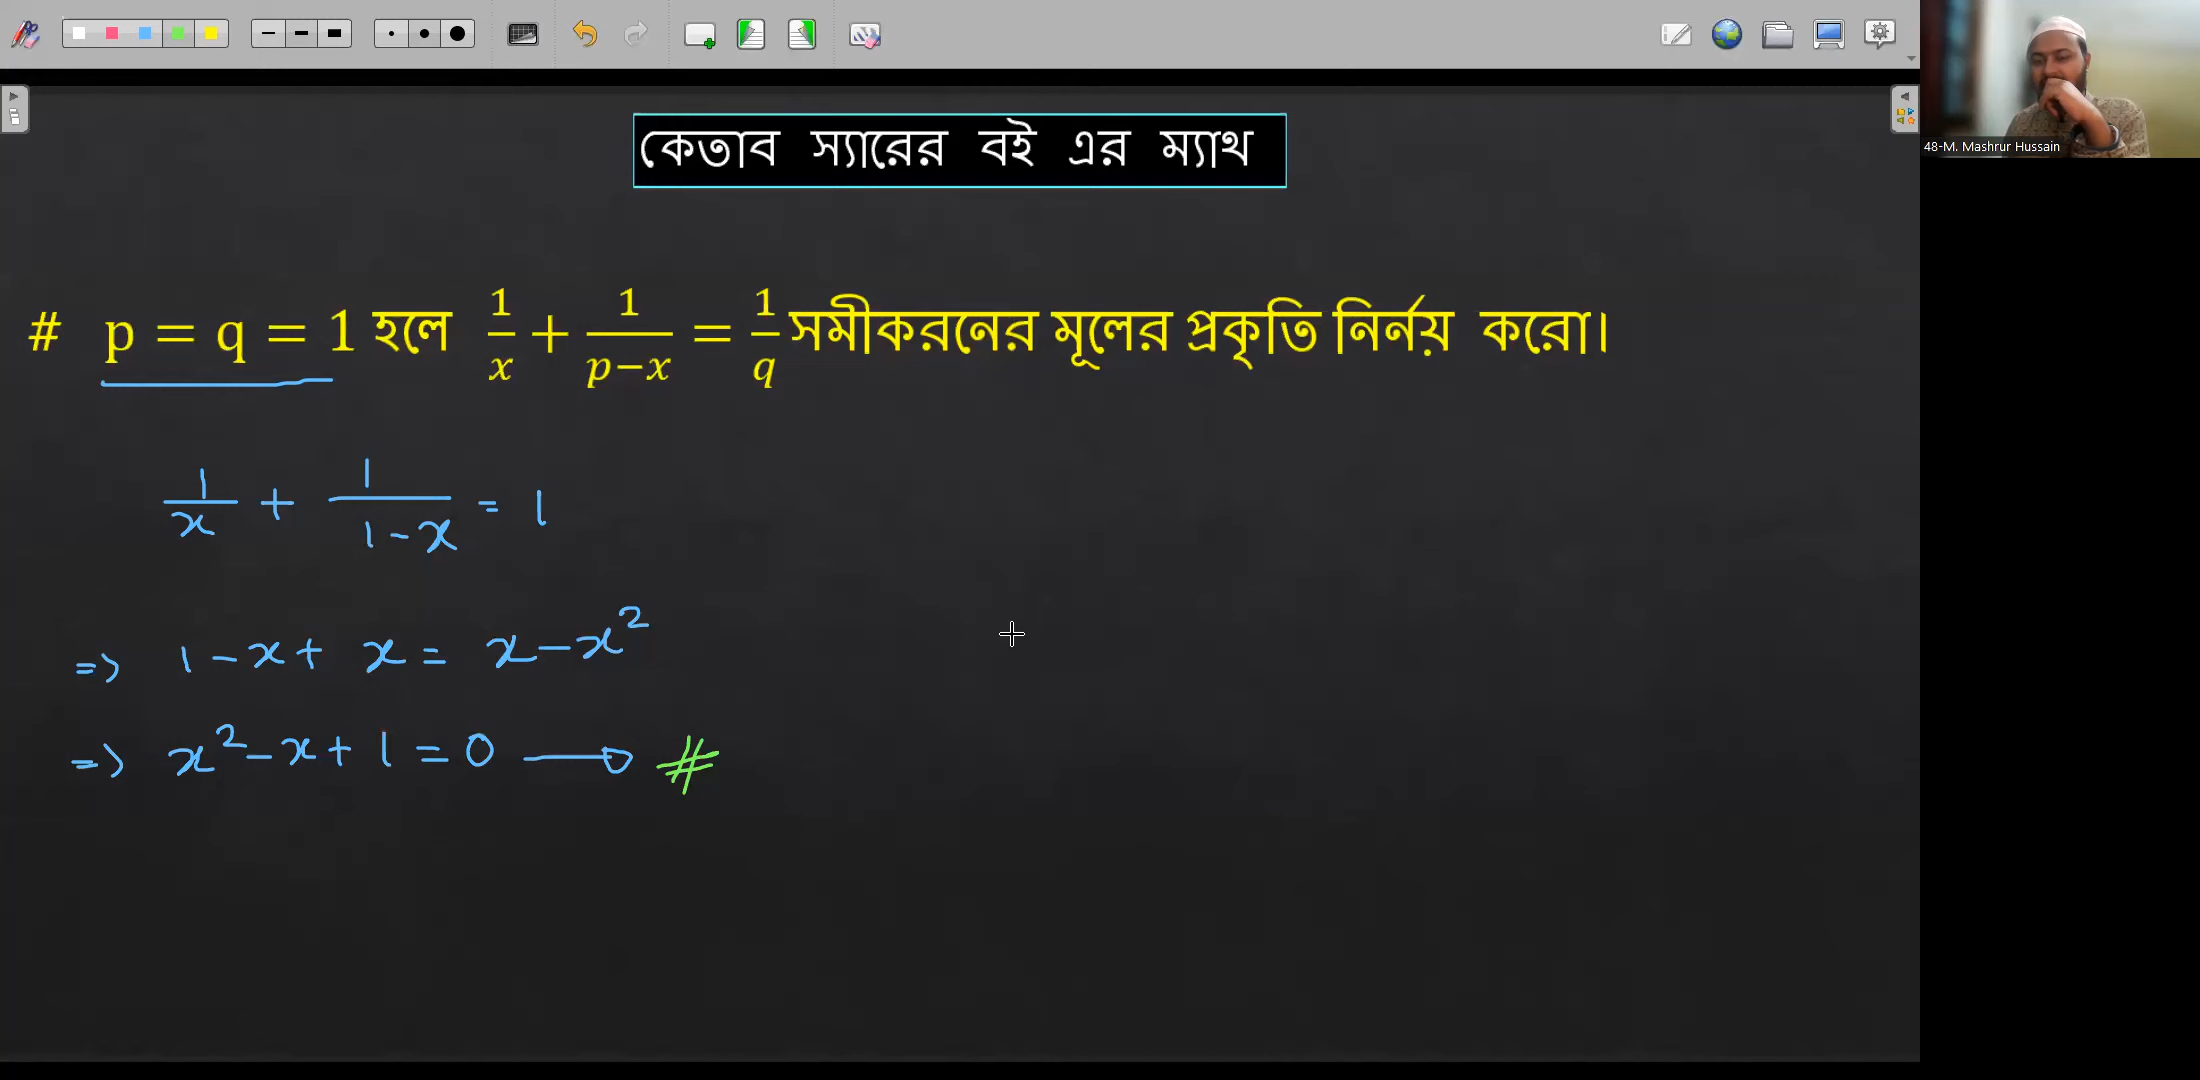 48-M. Mashrur Hussain
কেতাব স্যারের বই এর ম্যাথ
# p = q = 1 হলে 1/x + 1/(p−x) = 1/q সমীকরনের মূলের প্রকৃতি নির্নয় করো।
1/x + 1/(1-x) = 1
=> 1 - x + x = x - x²
=> x² - x + 1 = 0 → #